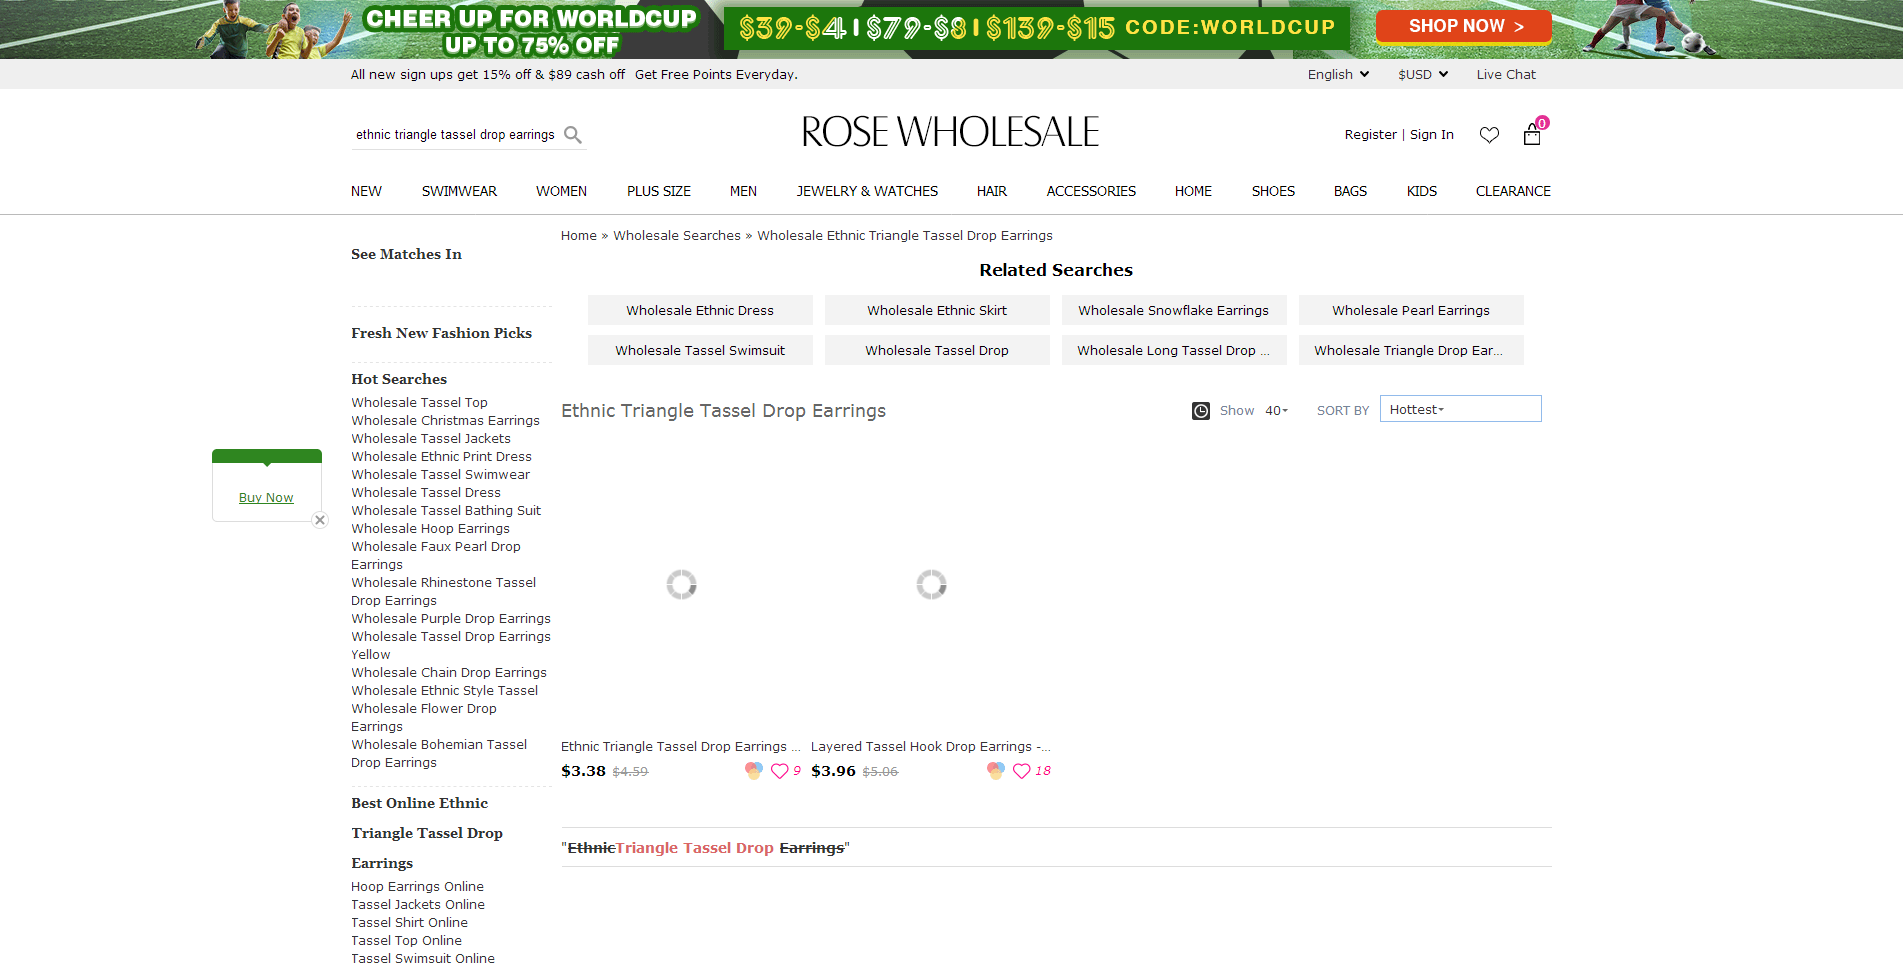 CHEER UP FOR WORLDCUP
UP TO 75% OFF
$39-$4 | $79-$8 | $139-$15 CODE:WORLDCUP
SHOP NOW >
All new sign ups get 15% off & $89 cash off Get Free Points Everyday.
English $USD Live Chat
ethnic triangle tassel drop earrings
ROSE WHOLESALE
Register | Sign In
0
NEW SWIMWEAR WOMEN PLUS SIZE MEN JEWELRY & WATCHES HAIR ACCESSORIES HOME SHOES BAGS KIDS CLEARANCE
Home » Wholesale Searches » Wholesale Ethnic Triangle Tassel Drop Earrings
See Matches In
Fresh New Fashion Picks
Hot Searches
Wholesale Tassel Top
Wholesale Christmas Earrings
Wholesale Tassel Jackets
Wholesale Ethnic Print Dress
Wholesale Tassel Swimwear
Wholesale Tassel Dress
Wholesale Tassel Bathing Suit
Wholesale Hoop Earrings
Wholesale Faux Pearl Drop
Earrings
Wholesale Rhinestone Tassel
Drop Earrings
Wholesale Purple Drop Earrings
Wholesale Tassel Drop Earrings
Yellow
Wholesale Chain Drop Earrings
Wholesale Ethnic Style Tassel
Wholesale Flower Drop
Earrings
Wholesale Bohemian Tassel
Drop Earrings
Best Online Ethnic
Triangle Tassel Drop
Earrings
Hoop Earrings Online
Tassel Jackets Online
Tassel Shirt Online
Tassel Top Online
Tassel Swimsuit Online
Buy Now
Related Searches
Wholesale Ethnic Dress Wholesale Ethnic Skirt Wholesale Snowflake Earrings Wholesale Pearl Earrings
Wholesale Tassel Swimsuit Wholesale Tassel Drop Wholesale Long Tassel Drop ... Wholesale Triangle Drop Ear...
Ethnic Triangle Tassel Drop Earrings
Show 40 SORT BY Hottest
Ethnic Triangle Tassel Drop Earrings ...
$3.38 $4.59 9
Layered Tassel Hook Drop Earrings -...
$3.96 $5.06 18
"EthnicTriangle Tassel Drop Earrings"